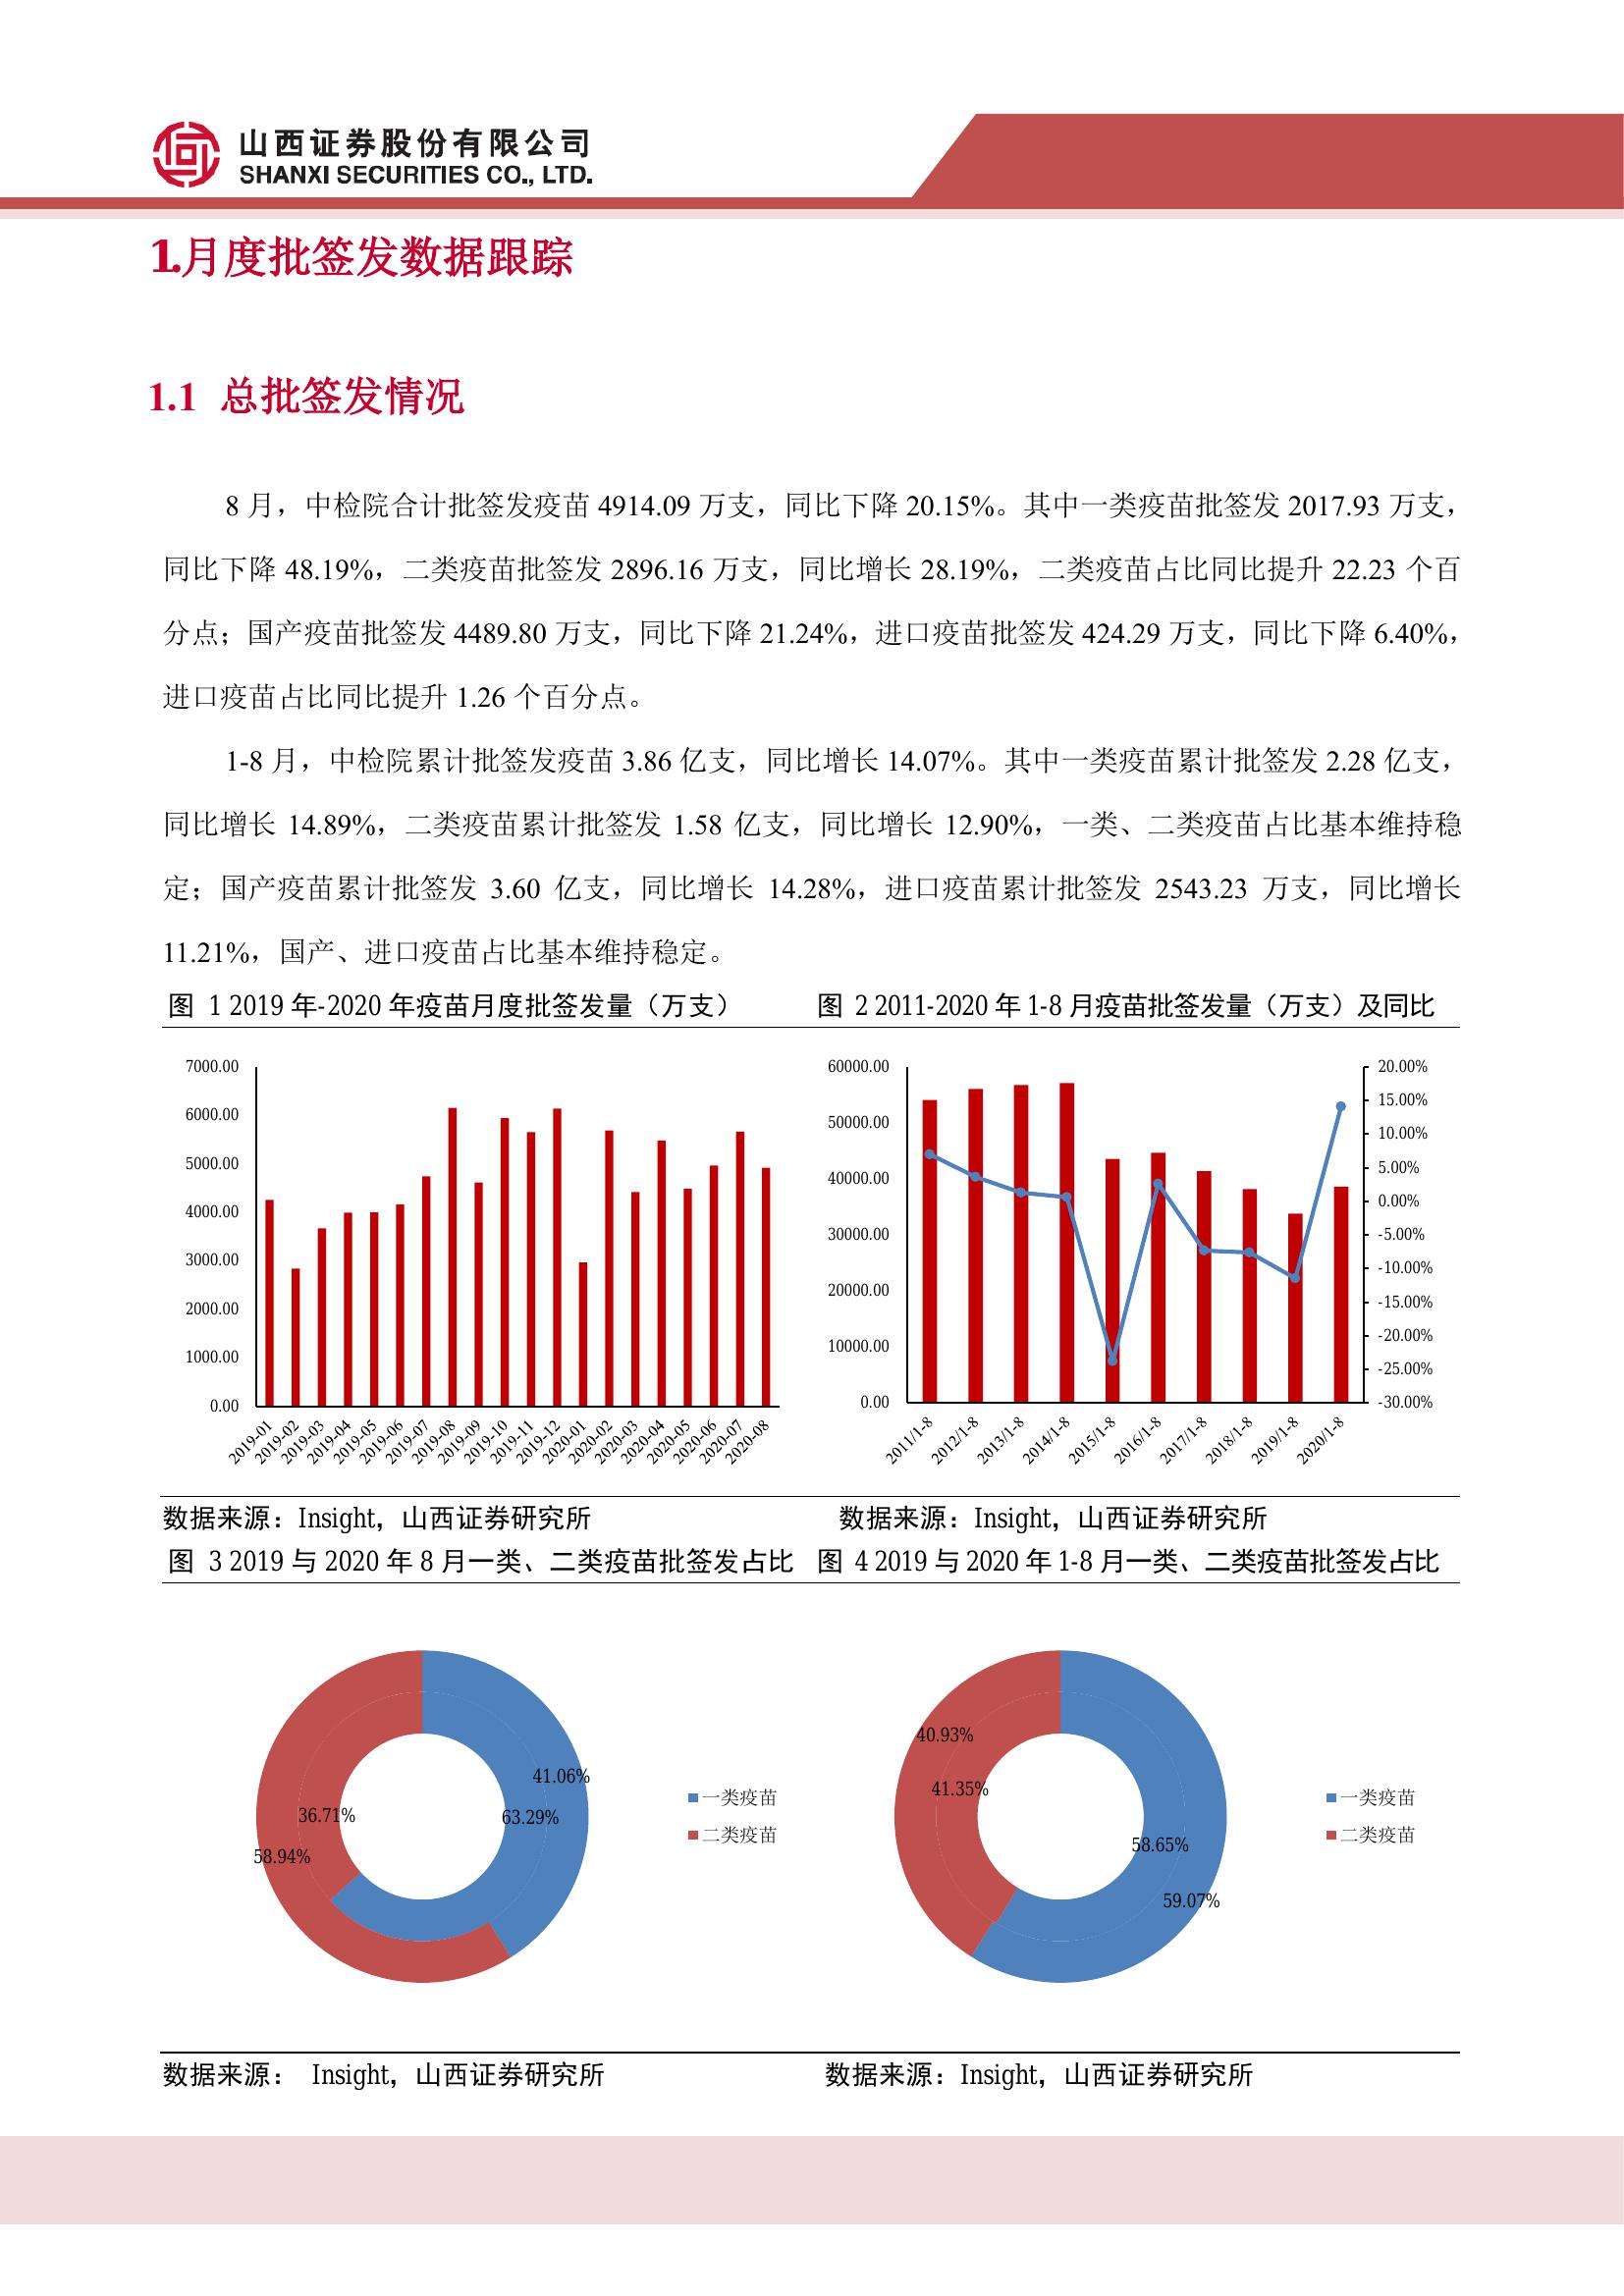 山西证券股份有限公司
SHANXI SECURITIES CO., LTD.
1.月度批签发数据跟踪
1.1 总批签发情况
8 月，中检院合计批签发疫苗 4914.09 万支，同比下降 20.15%。其中一类疫苗批签发 2017.93 万支，
同比下降 48.19%，二类疫苗批签发 2896.16 万支，同比增长 28.19%，二类疫苗占比同比提升 22.23 个百
分点；国产疫苗批签发 4489.80 万支，同比下降 21.24%，进口疫苗批签发 424.29 万支，同比下降 6.40%，
进口疫苗占比同比提升 1.26 个百分点。
1-8 月，中检院累计批签发疫苗 3.86 亿支，同比增长 14.07%。其中一类疫苗累计批签发 2.28 亿支，
同比增长 14.89%，二类疫苗累计批签发 1.58 亿支，同比增长 12.90%，一类、二类疫苗占比基本维持稳
定；国产疫苗累计批签发 3.60 亿支，同比增长 14.28%，进口疫苗累计批签发 2543.23 万支，同比增长
11.21%，国产、进口疫苗占比基本维持稳定。
图 1 2019 年-2020 年疫苗月度批签发量（万支）
7000.00
6000.00
5000.00
4000.00
3000.00
2000.00
1000.00
0.00
2019-01
2019-02
2019-03
2019-04
2019-05
2019-06
2019-07
2019-08
2019-09
2019-10
2019-11
2019-12
2020-01
2020-02
2020-03
2020-04
2020-05
2020-06
2020-07
2020-08
图 2 2011-2020 年 1-8 月疫苗批签发量（万支）及同比
60000.00
50000.00
40000.00
30000.00
20000.00
10000.00
0.00
20.00%
15.00%
10.00%
5.00%
0.00%
-5.00%
-10.00%
-15.00%
-20.00%
-25.00%
-30.00%
2011/1-8
2012/1-8
2013/1-8
2014/1-8
2015/1-8
2016/1-8
2017/1-8
2018/1-8
2019/1-8
2020/1-8
数据来源：Insight，山西证券研究所
数据来源：Insight，山西证券研究所
图 3 2019 与 2020 年 8 月一类、二类疫苗批签发占比
41.06%
63.29%
36.71%
58.94%
一类疫苗
二类疫苗
图 4 2019 与 2020 年 1-8 月一类、二类疫苗批签发占比
40.93%
41.35%
58.65%
59.07%
一类疫苗
二类疫苗
数据来源： Insight，山西证券研究所
数据来源：Insight，山西证券研究所